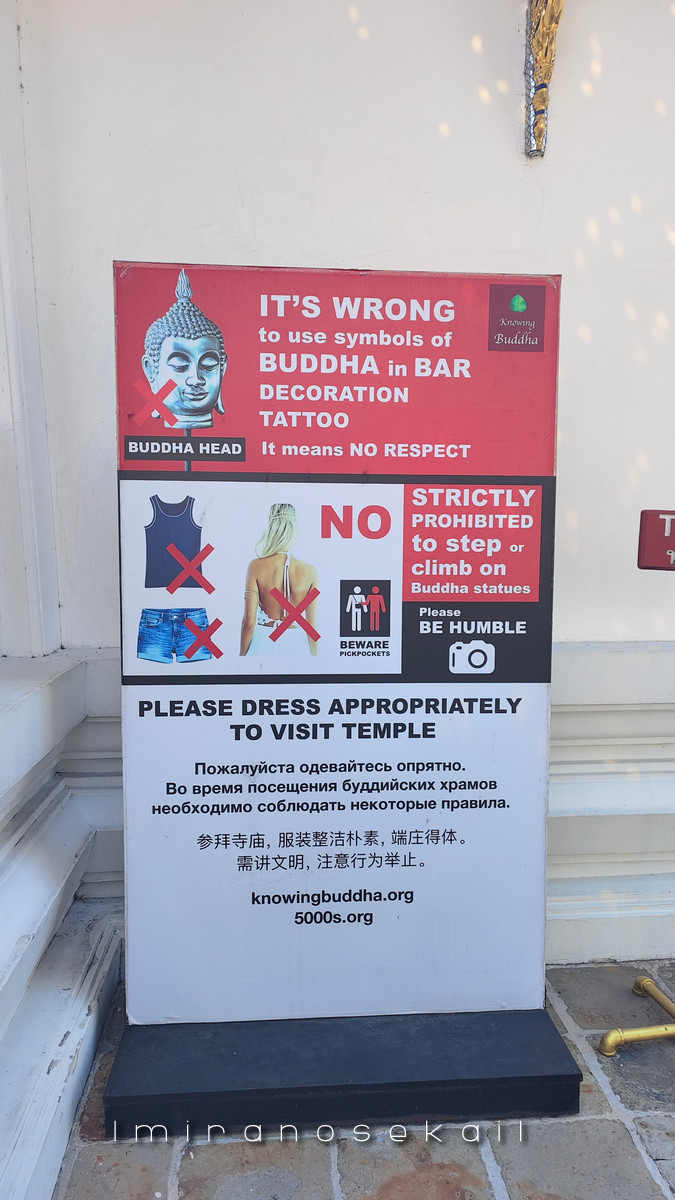 IT'S WRONG
to use symbols of
BUDDHA in BAR
DECORATION
TATTOO
It means NO RESPECT
BUDDHA HEAD
Knowing
Buddha
NO
BEWARE
PICKPOCKETS
STRICTLY
PROHIBITED
to step or
climb on
Buddha statues
Please
BE HUMBLE
PLEASE DRESS APPROPRIATELY
TO VISIT TEMPLE
Пожалуйста одевайтесь опрятно.
Во время посещения буддийских храмов
необходимо соблюдать некоторые правила.
参拜寺庙, 服装整洁朴素, 端庄得体。
需讲文明, 注意行为举止。
knowingbuddha.org
5000s.org
Imiranosekail